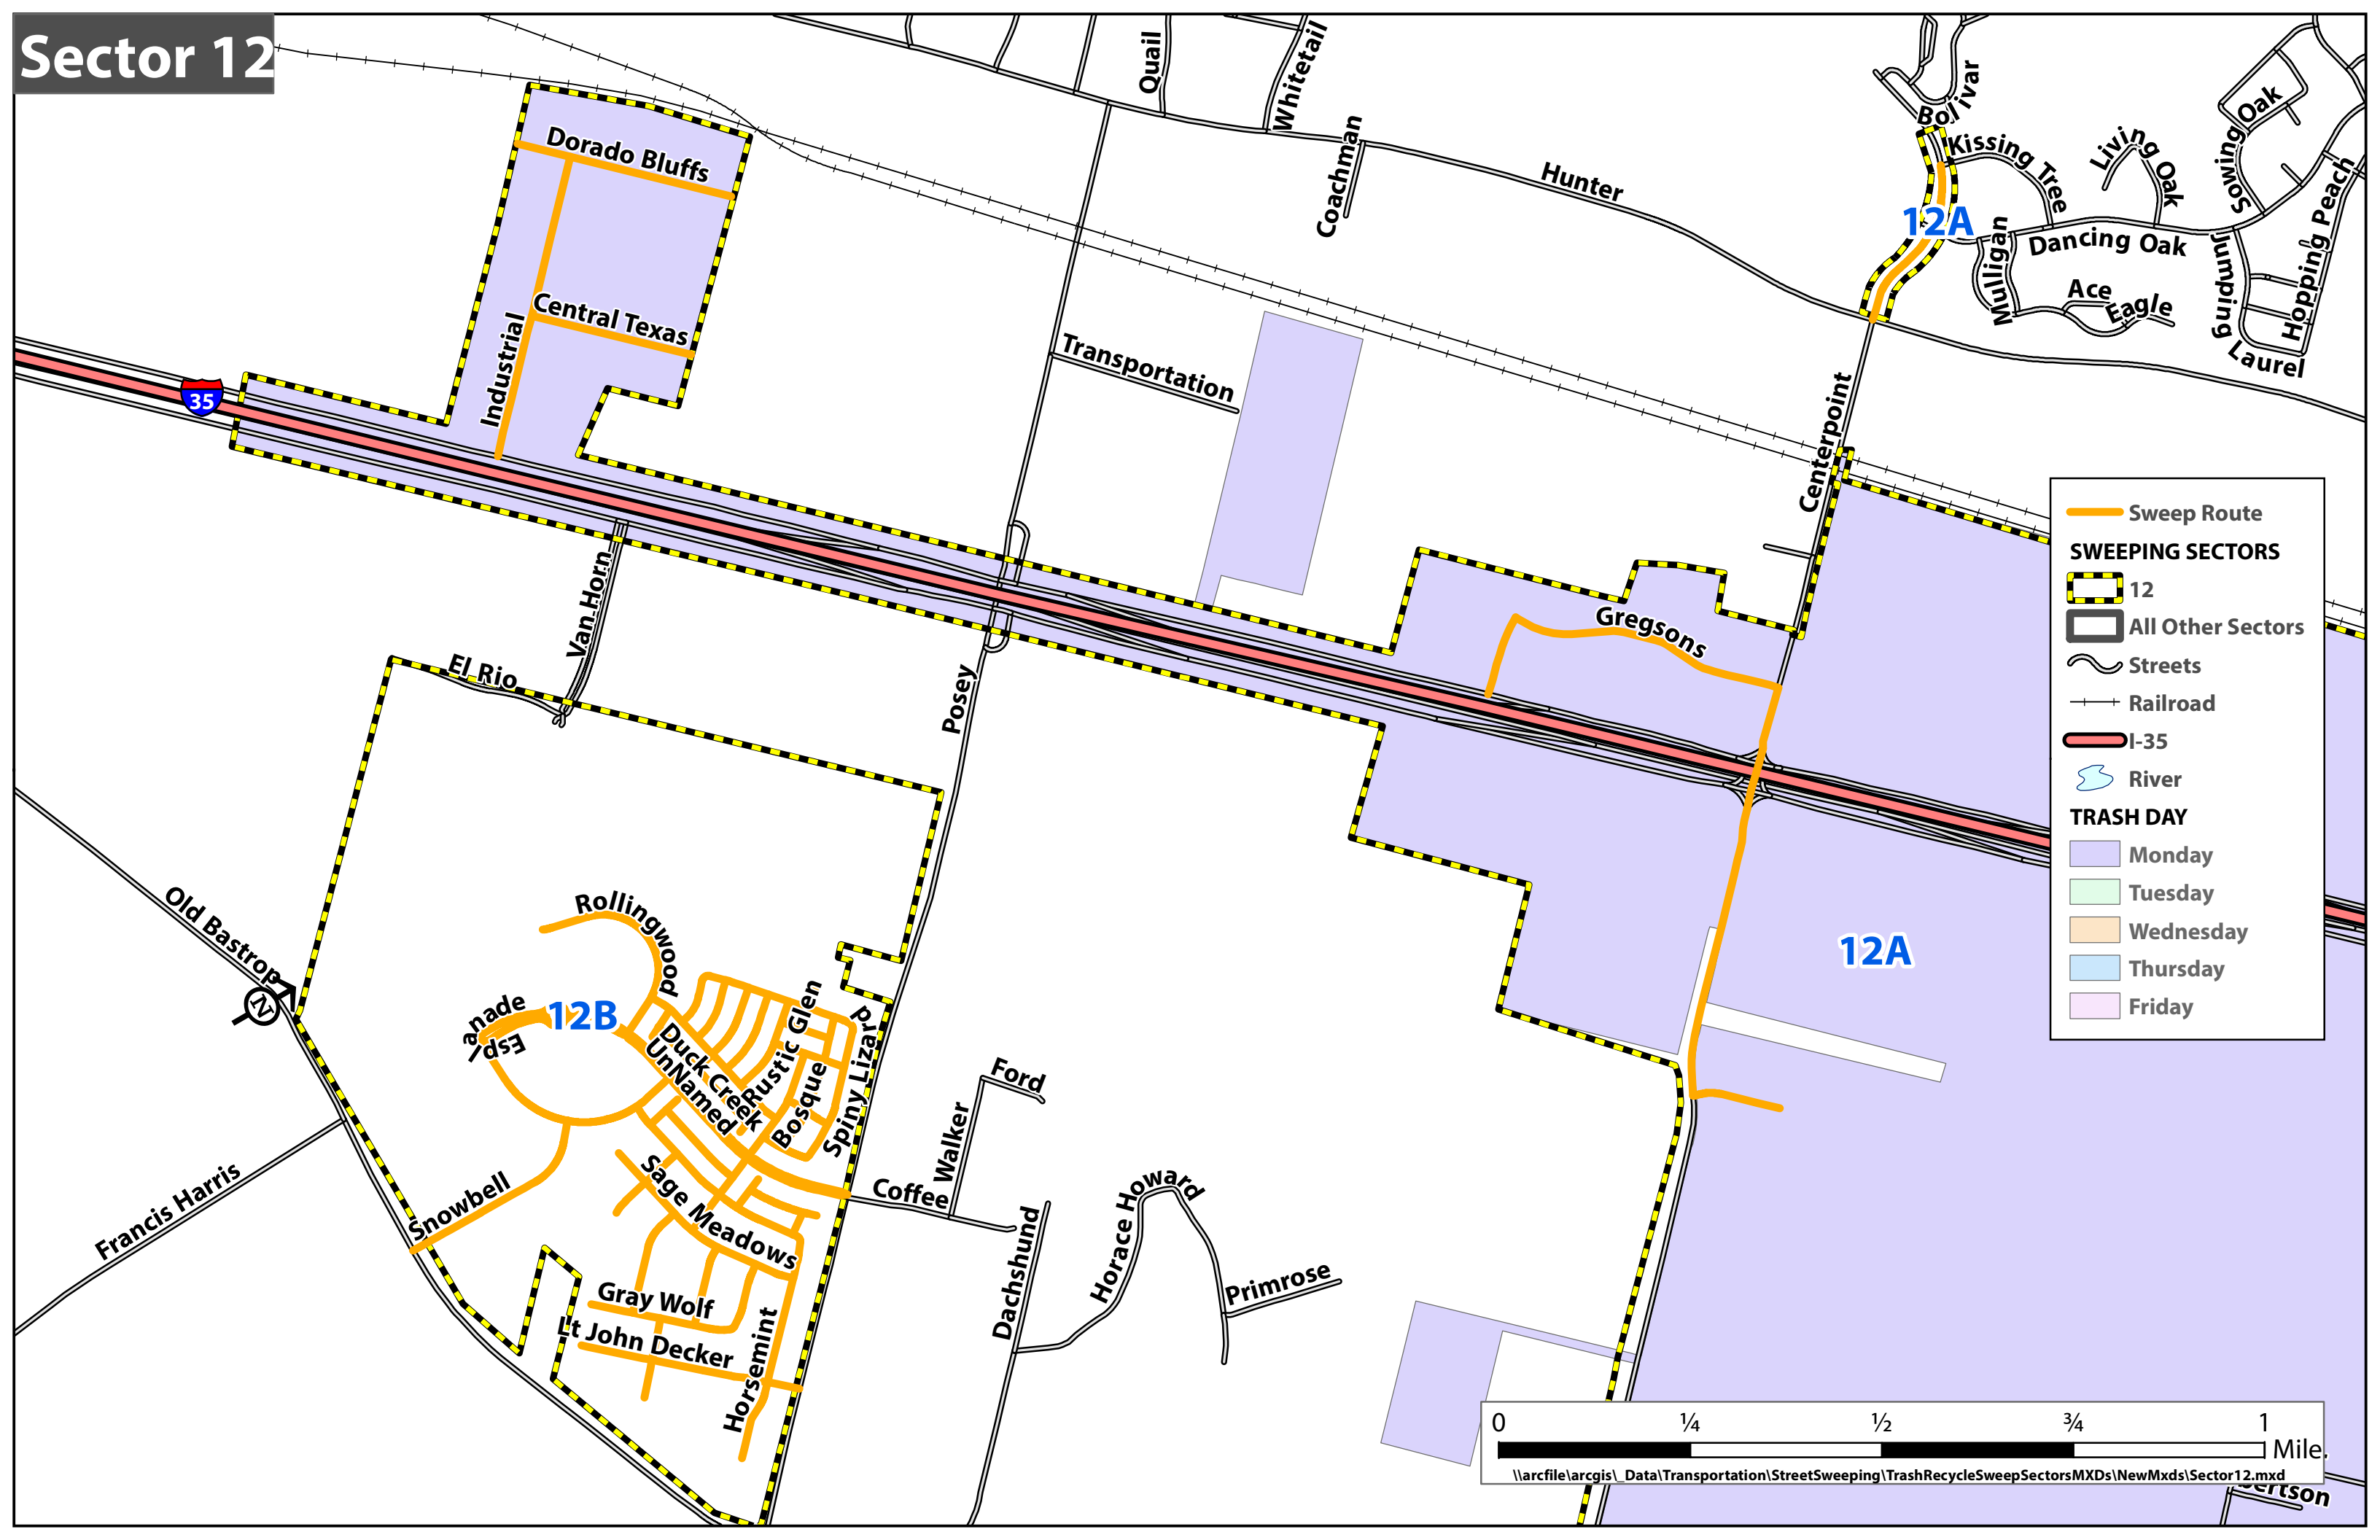 Sector 12
Quail
Whitetail
Coachman
Hunter
Bolivar
Kissing Tree
Living Oak
Sowing Oak
Hopping Peach
12A
Mulligan
Dancing Oak
Ace
Eagle
Jumping
Laurel
Dorado Bluffs
Central Texas
Industrial
35
Transportation
Centerpoint
Gregsons
Van Horn
El Rio
Posey
Old Bastrop
N
Rollingwood
Esplanade
12B
Duck Creek
UnNamed
Rustic Glen
Bosque
Spiny Lizard
12A
Ford
Walker
Coffee
Francis Harris
Snowbell
Sage Meadows
Gray Wolf
Lt John Decker
Horsemint
Dachshund
Horace Howard
Primrose
Sweep Route
SWEEPING SECTORS
12
All Other Sectors
Streets
Railroad
I-35
River
TRASH DAY
Monday
Tuesday
Wednesday
Thursday
Friday
0 ¼ ½ ¾ 1
Mile.
\\arcfile\arcgis\_Data\Transportation\StreetSweeping\TrashRecycleSweepSectorsMXDs\NewMxds\Sector12.mxd